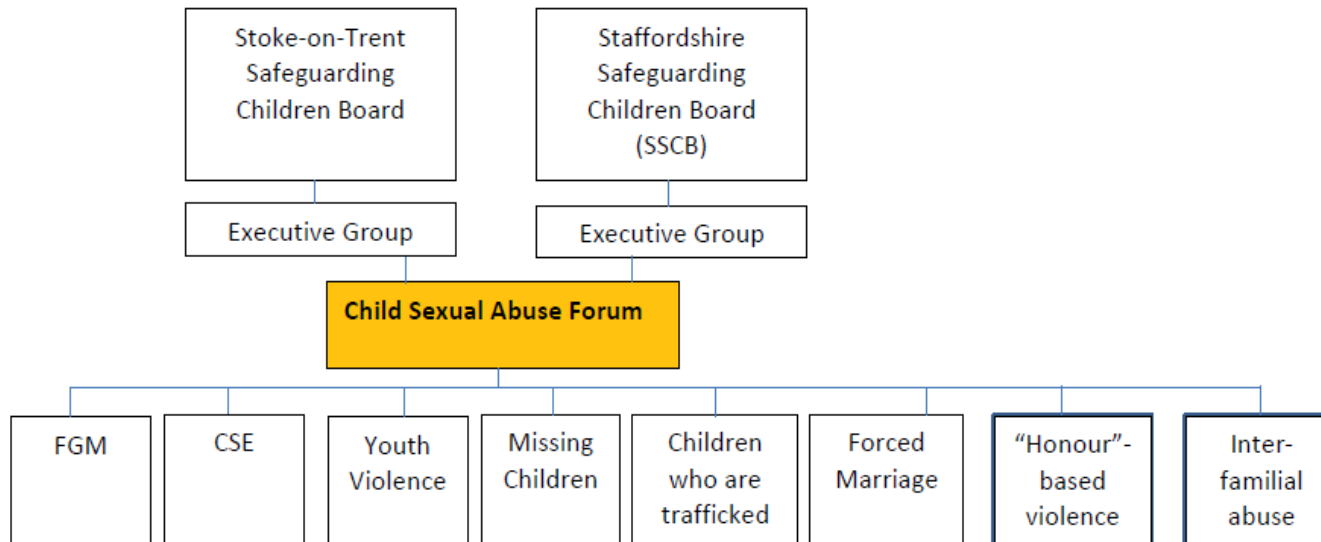 Stoke-on-Trent
Safeguarding
Children Board
Staffordshire
Safeguarding
Children Board
(SSCB)
Executive Group
Executive Group
Child Sexual Abuse Forum
FGM
CSE
Youth
Violence
Missing
Children
Children
who are
trafficked
Forced
Marriage
“Honour”-
based
violence
Inter-
familial
abuse